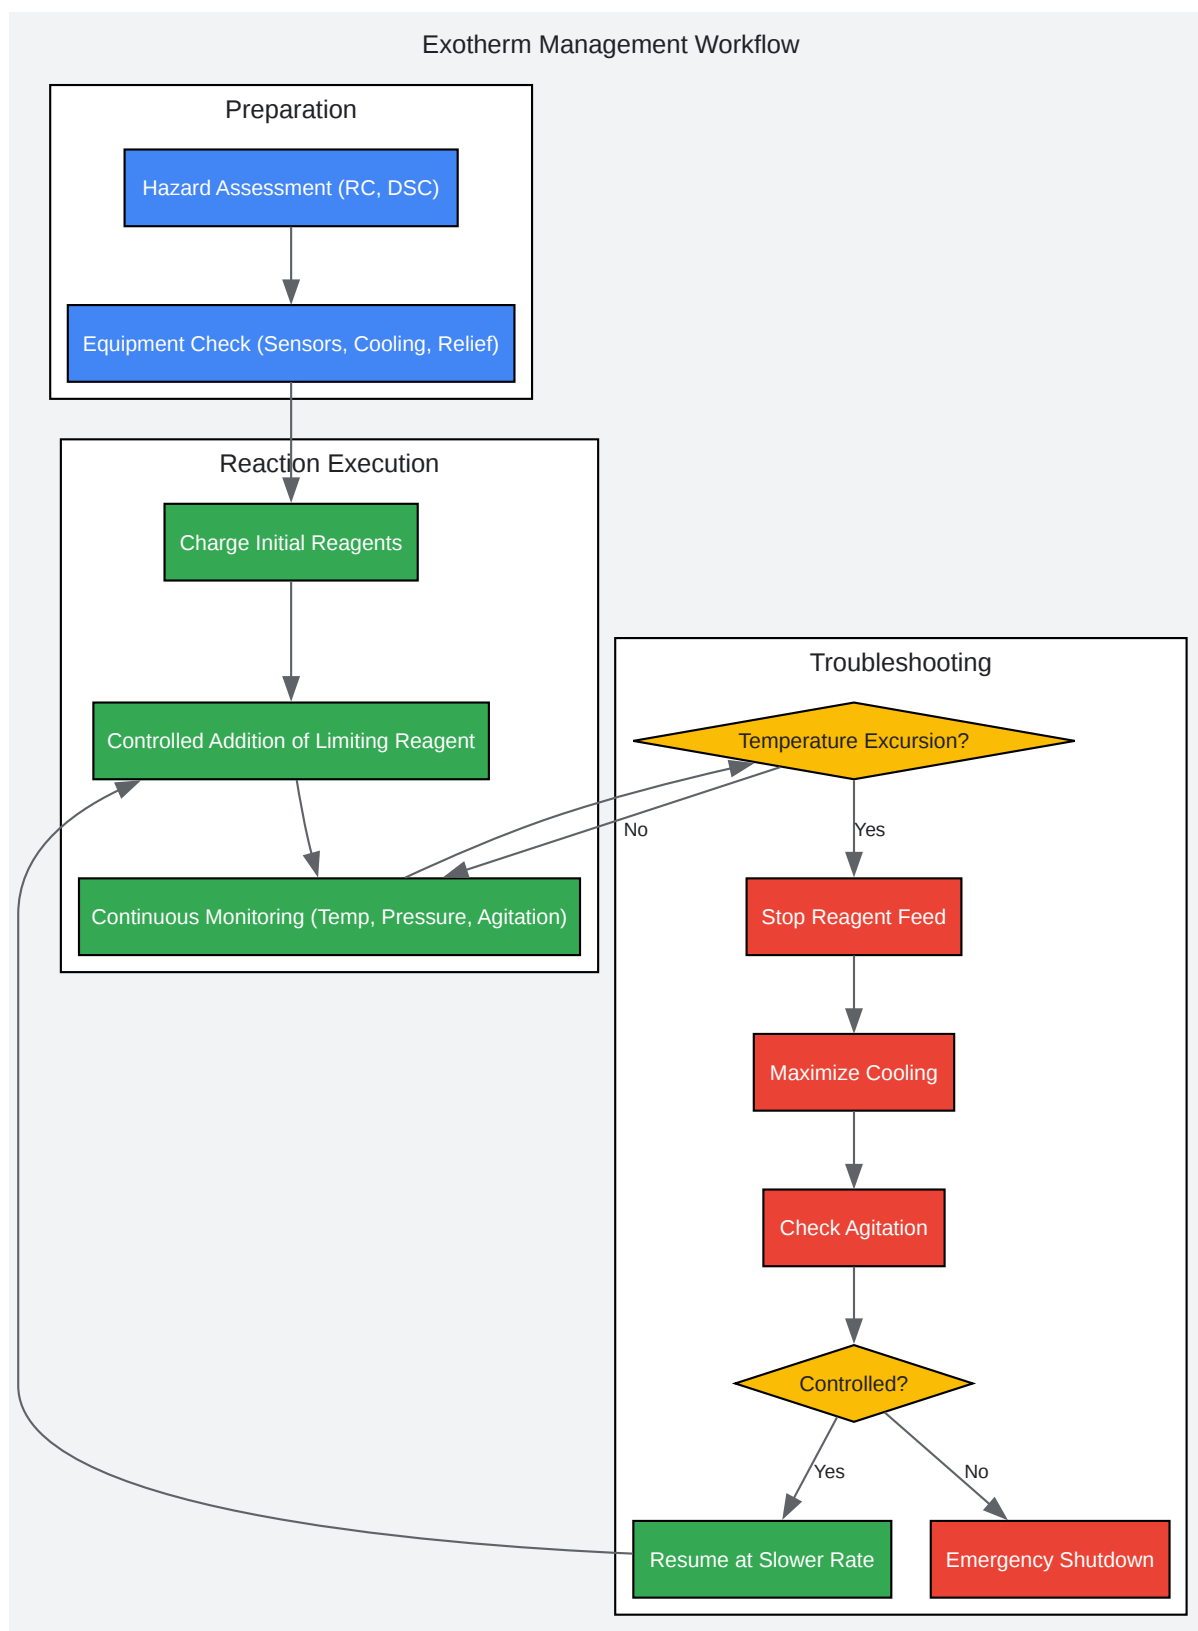 Exotherm Management Workflow
Preparation
Hazard Assessment (RC, DSC)
Equipment Check (Sensors, Cooling, Relief)
Reaction Execution
Charge Initial Reagents
Controlled Addition of Limiting Reagent
Continuous Monitoring (Temp, Pressure, Agitation)
Troubleshooting
Temperature Excursion?
No
Yes
Stop Reagent Feed
Maximize Cooling
Check Agitation
Controlled?
Yes
No
Resume at Slower Rate
Emergency Shutdown